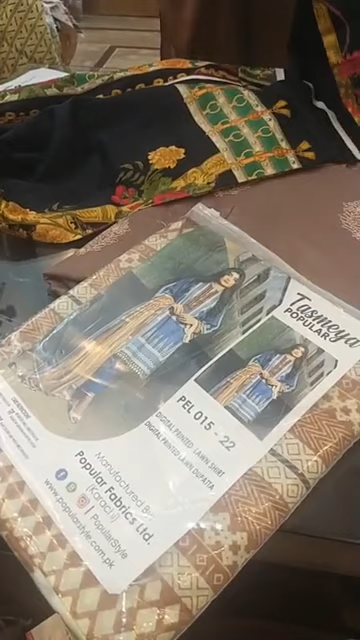 Tasmeya
POPULAR
PEL 015 - 22
DIGITAL PRINTED LAWN SHIRT
DIGITAL PRINTED LAWN DUPATTA
Manufactured By:
Popular Fabrics Ltd.
(Karachi)
| PopularStyle
www.popularstyle.com.pk